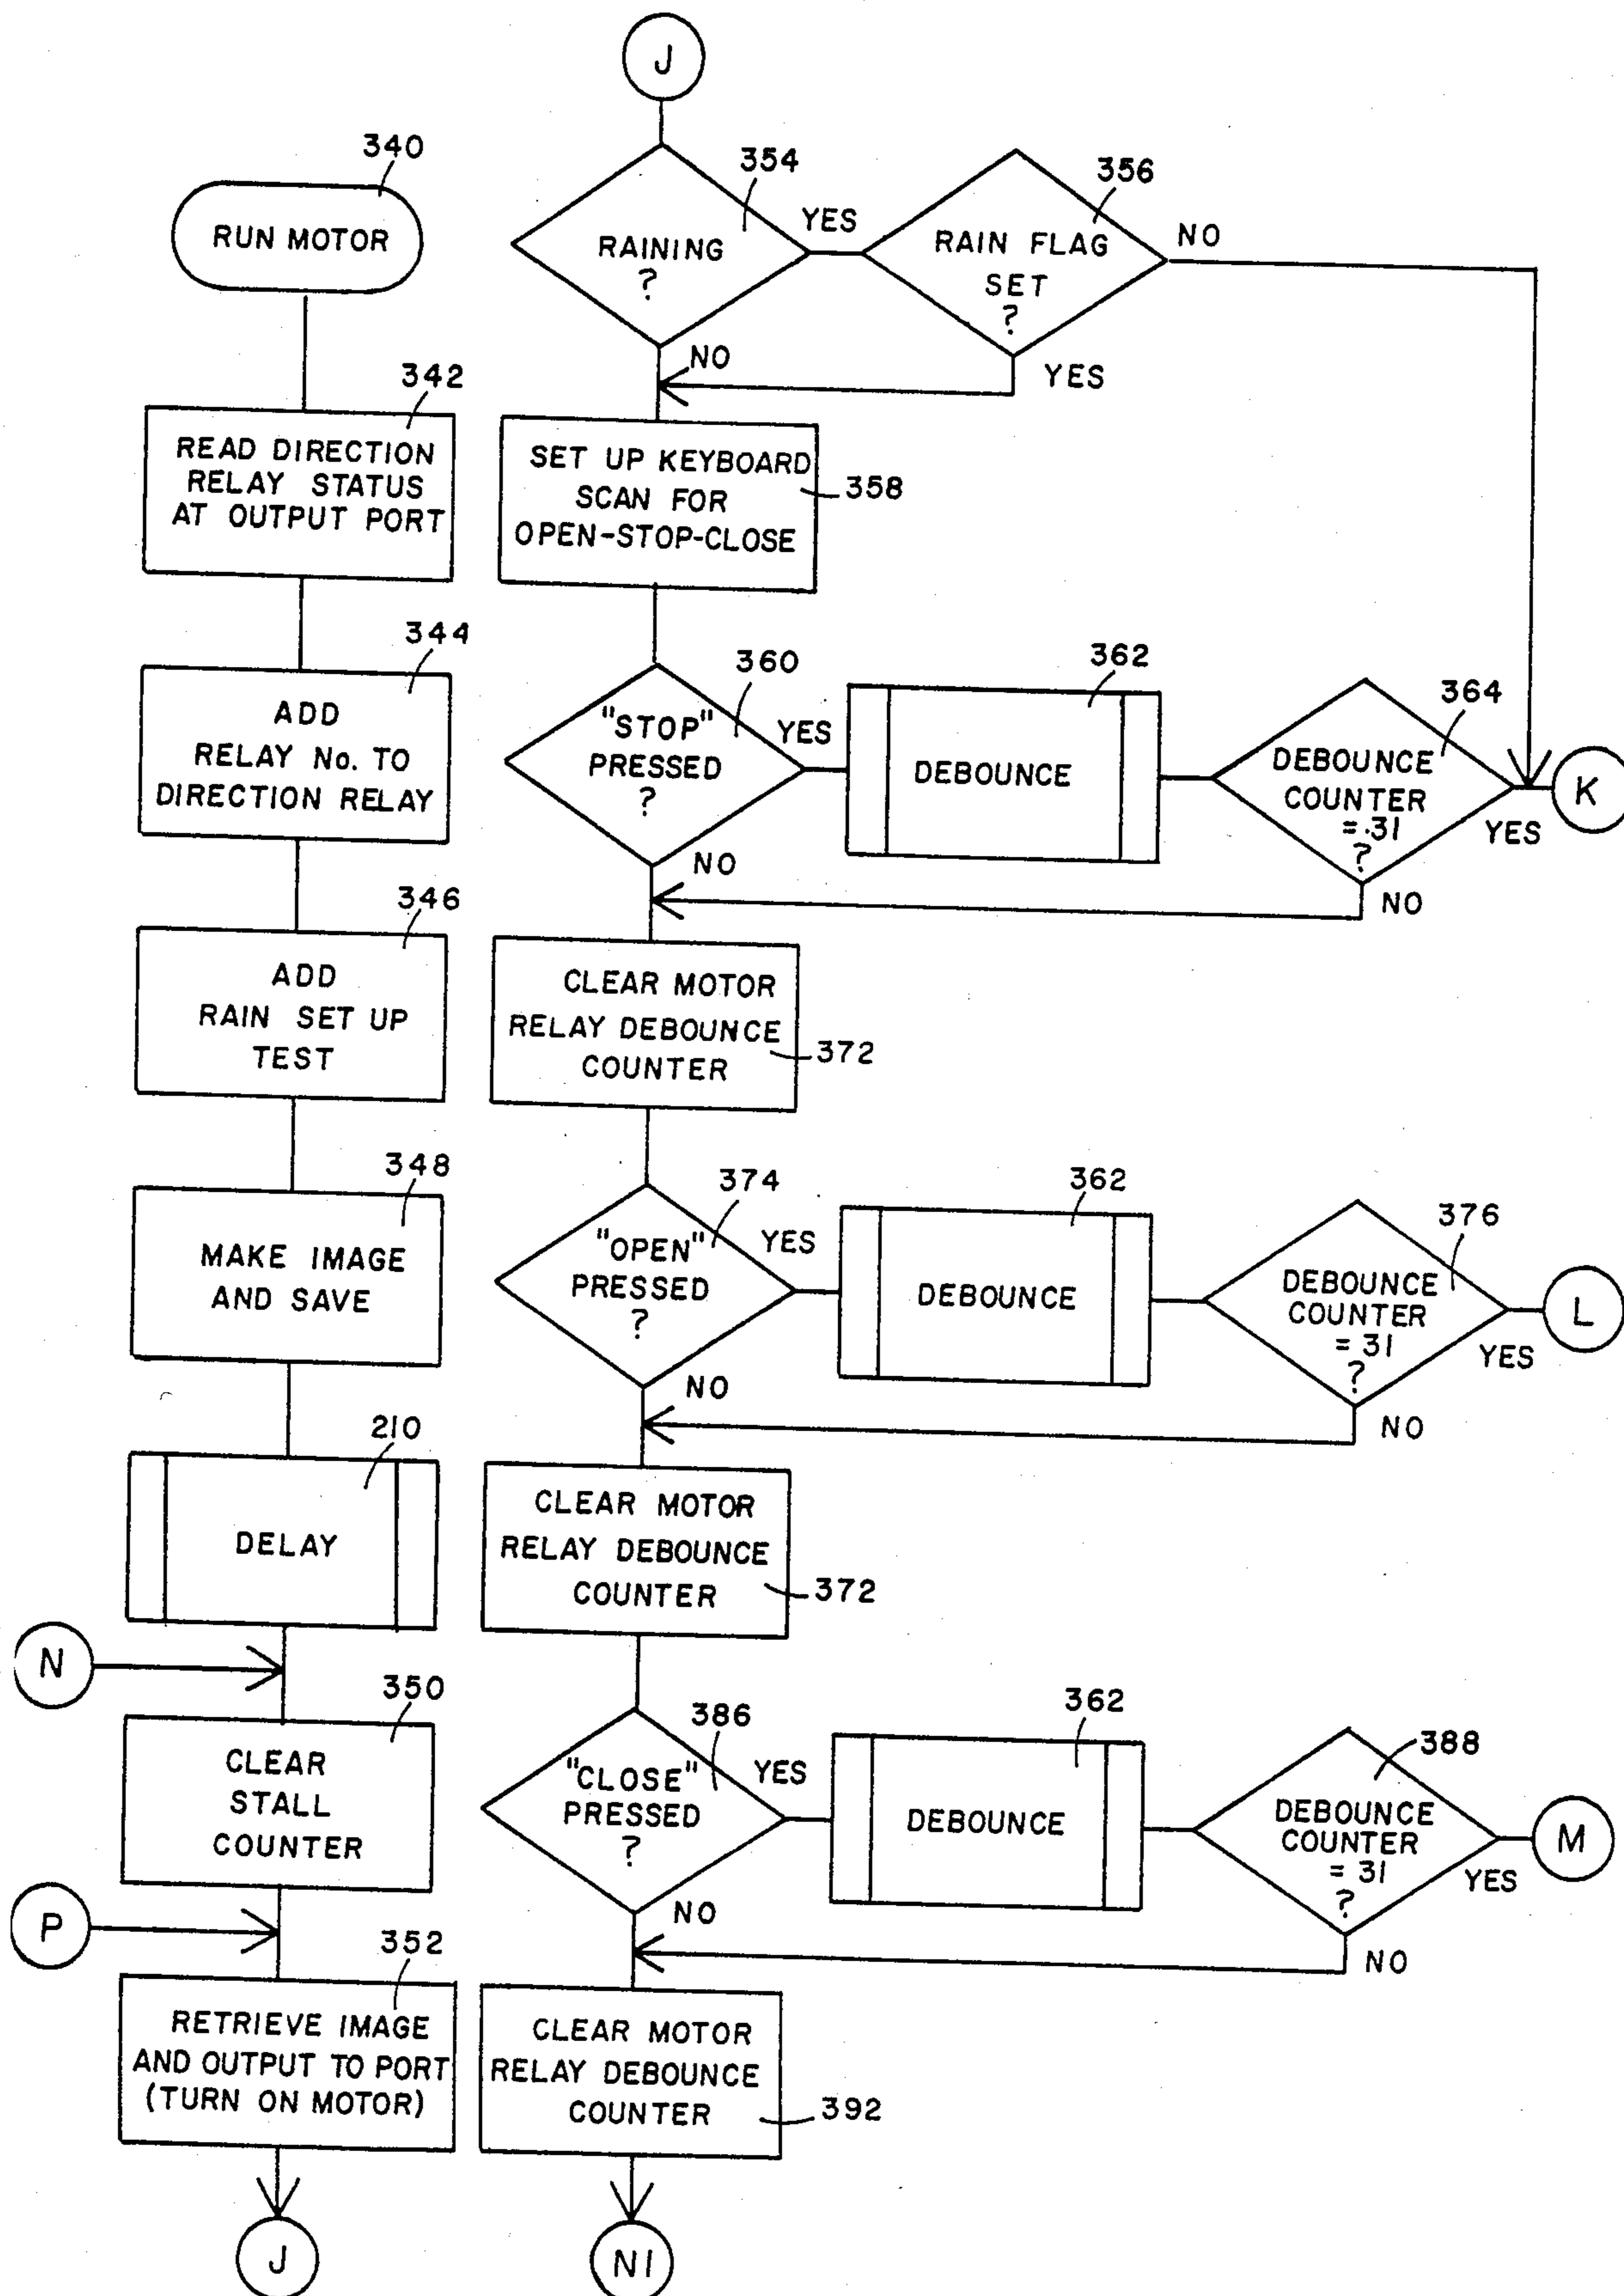 340
RUN MOTOR
342
READ DIRECTION
RELAY STATUS
AT OUTPUT PORT
344
ADD
RELAY No. TO
DIRECTION RELAY
346
ADD
RAIN SET UP
TEST
348
MAKE IMAGE
AND SAVE
210
DELAY
N
350
CLEAR
STALL
COUNTER
P
352
RETRIEVE IMAGE
AND OUTPUT TO PORT
(TURN ON MOTOR)
J
J
354
RAINING
?
YES
NO
356
RAIN FLAG
SET
?
NO
YES
SET UP KEYBOARD
SCAN FOR
OPEN-STOP-CLOSE
358
360
"STOP"
PRESSED
?
YES
NO
362
DEBOUNCE
364
DEBOUNCE
COUNTER
=.31
?
YES
NO
K
CLEAR MOTOR
RELAY DEBOUNCE
COUNTER
372
374
"OPEN"
PRESSED
?
YES
NO
362
DEBOUNCE
376
DEBOUNCE
COUNTER
= 31
?
YES
NO
L
CLEAR MOTOR
RELAY DEBOUNCE
COUNTER
372
386
"CLOSE"
PRESSED
?
YES
NO
362
DEBOUNCE
388
DEBOUNCE
COUNTER
= 31
?
YES
NO
M
CLEAR MOTOR
RELAY DEBOUNCE
COUNTER
392
N1